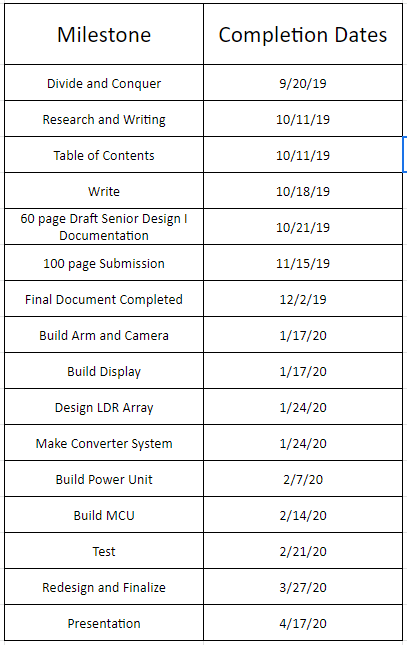 Milestone Completion Dates
Divide and Conquer 9/20/19
Research and Writing 10/11/19
Table of Contents 10/11/19
Write 10/18/19
60 page Draft Senior Design I
Documentation 10/21/19
100 page Submission 11/15/19
Final Document Completed 12/2/19
Build Arm and Camera 1/17/20
Build Display 1/17/20
Design LDR Array 1/24/20
Make Converter System 1/24/20
Build Power Unit 2/7/20
Build MCU 2/14/20
Test 2/21/20
Redesign and Finalize 3/27/20
Presentation 4/17/20